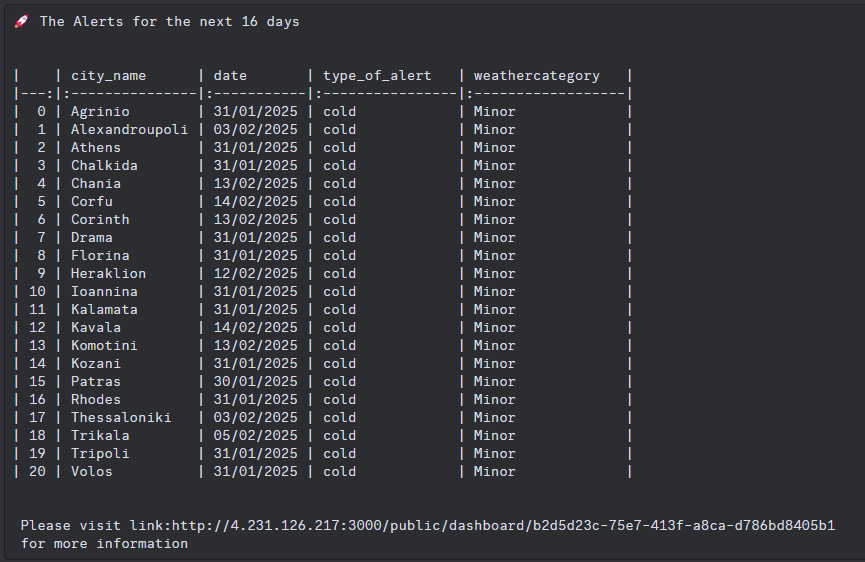 🚀 The Alerts for the next 16 days
|    | city_name      | date       | type_of_alert   | weathercategory   |
|---:|:---------------|:-----------|:----------------|:------------------|
|  0 | Agrinio        | 31/01/2025 | cold            | Minor             |
|  1 | Alexandroupoli | 03/02/2025 | cold            | Minor             |
|  2 | Athens         | 31/01/2025 | cold            | Minor             |
|  3 | Chalkida       | 31/01/2025 | cold            | Minor             |
|  4 | Chania         | 13/02/2025 | cold            | Minor             |
|  5 | Corfu          | 14/02/2025 | cold            | Minor             |
|  6 | Corinth        | 13/02/2025 | cold            | Minor             |
|  7 | Drama          | 31/01/2025 | cold            | Minor             |
|  8 | Florina        | 31/01/2025 | cold            | Minor             |
|  9 | Heraklion      | 12/02/2025 | cold            | Minor             |
| 10 | Ioannina       | 31/01/2025 | cold            | Minor             |
| 11 | Kalamata       | 31/01/2025 | cold            | Minor             |
| 12 | Kavala         | 14/02/2025 | cold            | Minor             |
| 13 | Komotini       | 13/02/2025 | cold            | Minor             |
| 14 | Kozani         | 31/01/2025 | cold            | Minor             |
| 15 | Patras         | 30/01/2025 | cold            | Minor             |
| 16 | Rhodes         | 31/01/2025 | cold            | Minor             |
| 17 | Thessaloniki   | 03/02/2025 | cold            | Minor             |
| 18 | Trikala        | 05/02/2025 | cold            | Minor             |
| 19 | Tripoli        | 31/01/2025 | cold            | Minor             |
| 20 | Volos          | 31/01/2025 | cold            | Minor             |
Please visit link:http://4.231.126.217:3000/public/dashboard/b2d5d23c-75e7-413f-a8ca-d786bd8405b1
for more information